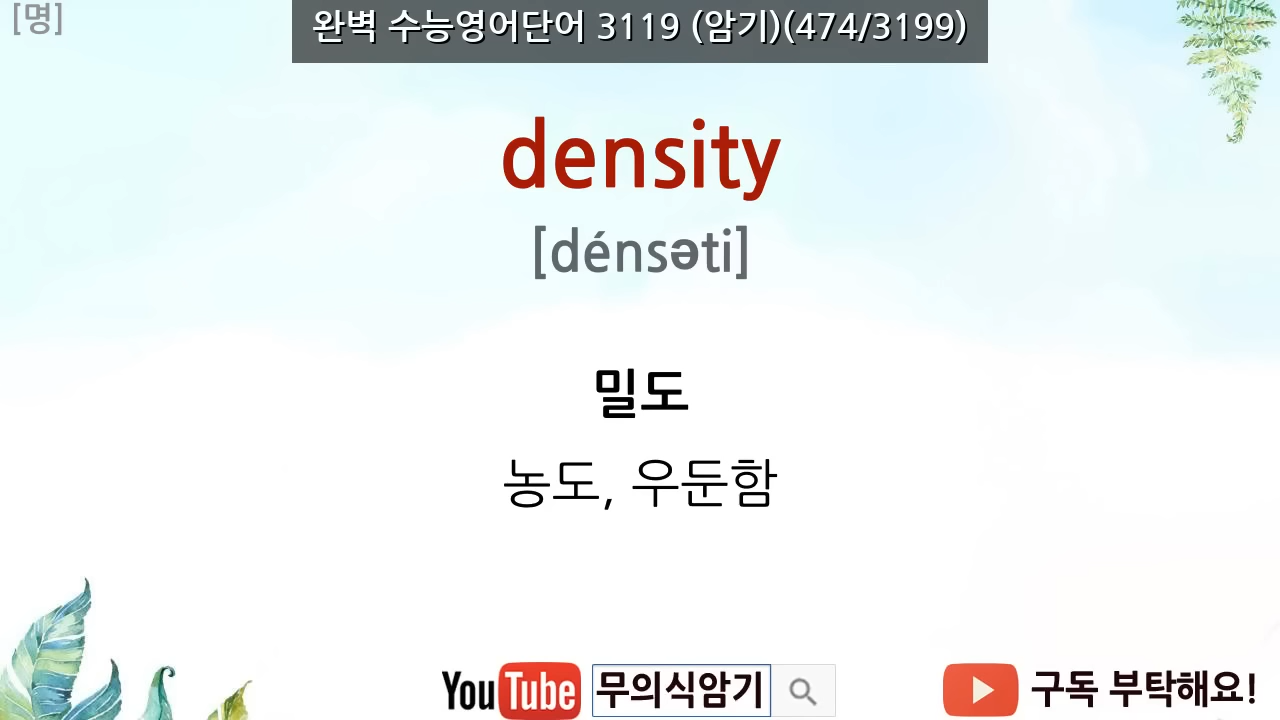 [명]
완벽 수능영어단어 3119 (암기)(474/3199)
density
[dénsəti]
밀도
농도, 우둔함
YouTube 무의식암기
구독 부탁해요!